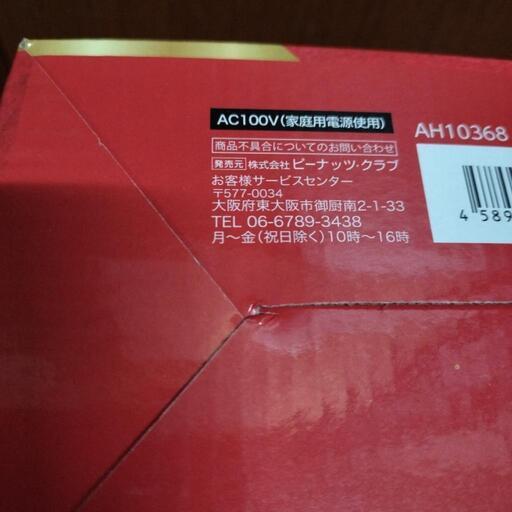 AC100V(家庭用電源使用)
AH10368
商品不具合についてのお問い合わせ
発売元 株式会社ピーナッツ・クラブ
お客様サービスセンター
〒577-0034
大阪府東大阪市御厨南2-1-33
TEL 06-6789-3438
月～金(祝日除く)10時～16時
4 589